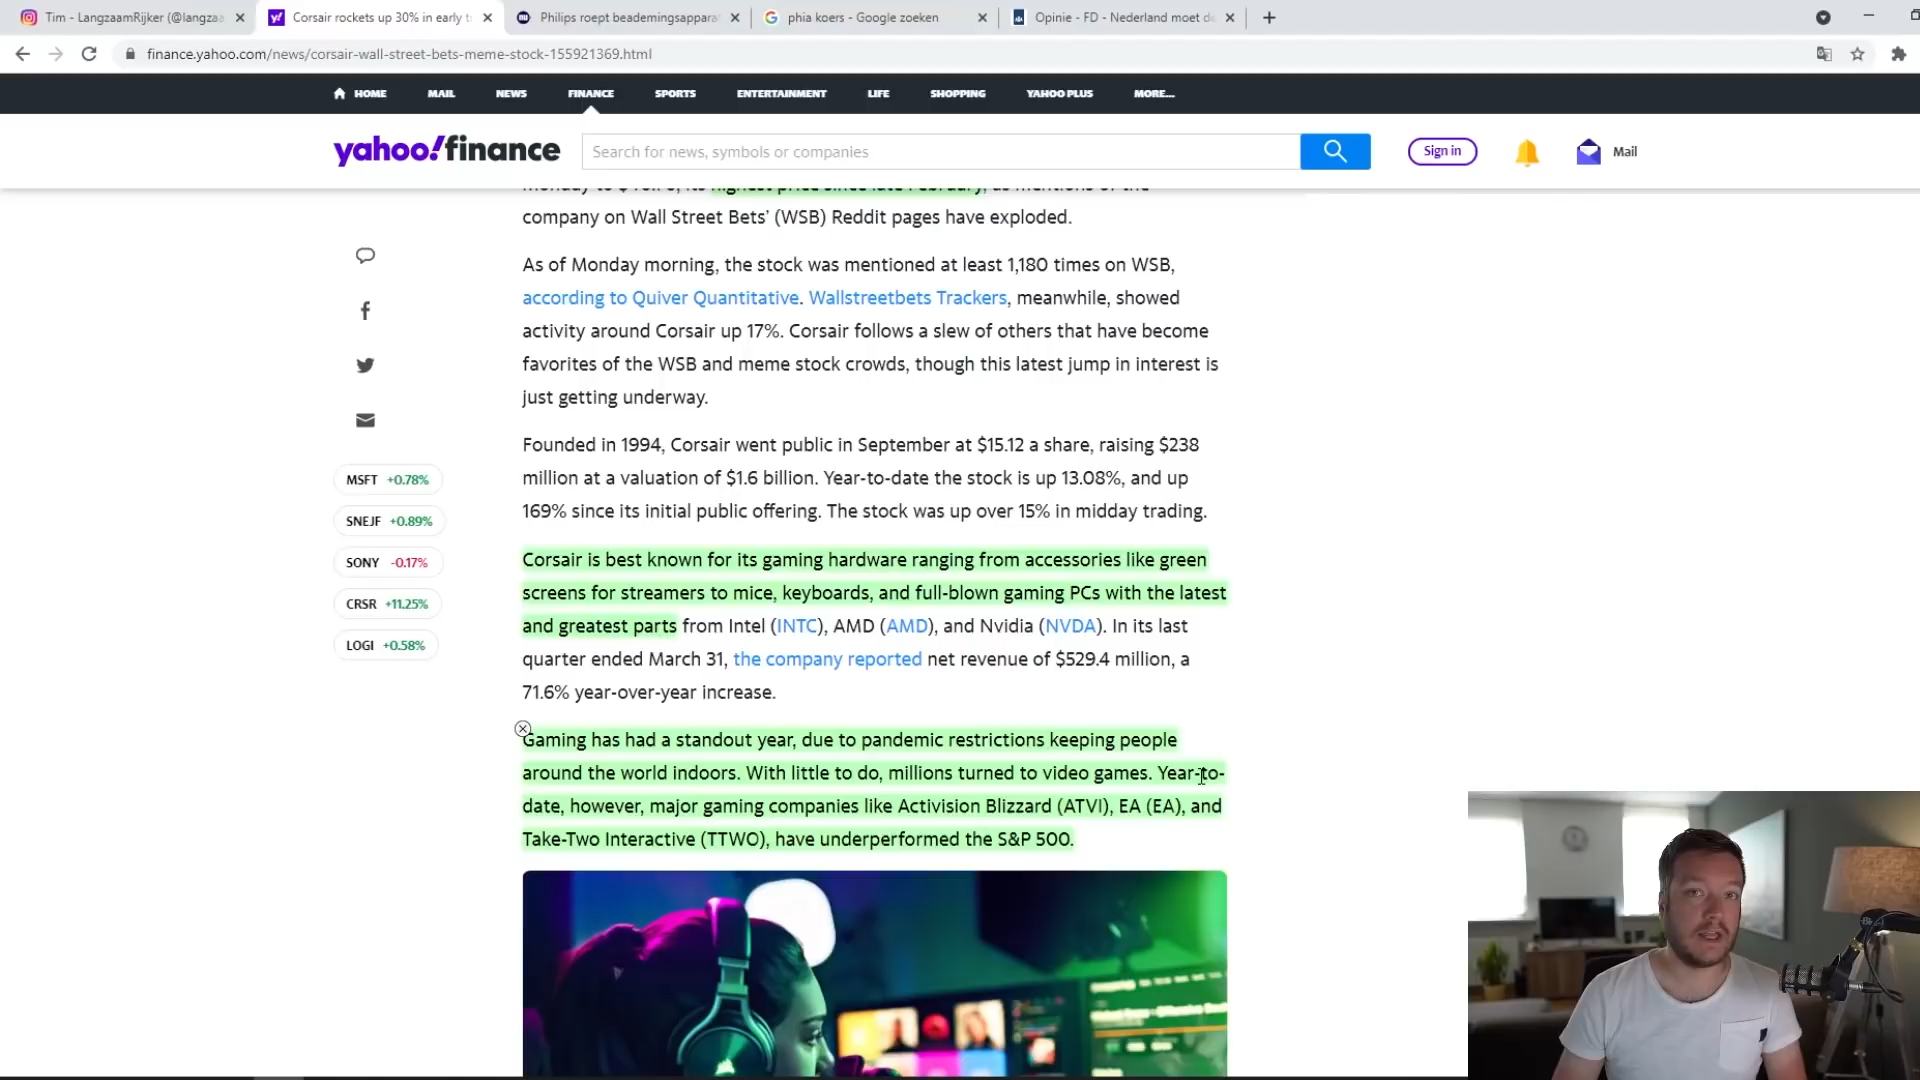 Tim - LangzaamRijker (@langzaa
Corsair rockets up 30% in early t
Philips roept beademingsappara
phia koers - Google zoeken
Opinie - FD - Nederland moet de
finance.yahoo.com/news/corsair-wall-street-bets-meme-stock-155921369.html
HOME MAIL NEWS FINANCE SPORTS ENTERTAINMENT LIFE SHOPPING YAHOO PLUS MORE...
yahoo!finance
Search for news, symbols or companies
Sign in
Mail
highest price since late February, as mentions of the
company on Wall Street Bets’ (WSB) Reddit pages have exploded.
As of Monday morning, the stock was mentioned at least 1,180 times on WSB,
according to Quiver Quantitative. Wallstreetbets Trackers, meanwhile, showed
activity around Corsair up 17%. Corsair follows a slew of others that have become
favorites of the WSB and meme stock crowds, though this latest jump in interest is
just getting underway.
Founded in 1994, Corsair went public in September at $15.12 a share, raising $238
million at a valuation of $1.6 billion. Year-to-date the stock is up 13.08%, and up
169% since its initial public offering. The stock was up over 15% in midday trading.
MSFT +0.78%
SNEJF +0.89%
SONY -0.17%
CRSR +11.25%
LOGI +0.58%
Corsair is best known for its gaming hardware ranging from accessories like green
screens for streamers to mice, keyboards, and full-blown gaming PCs with the latest
and greatest parts from Intel (INTC), AMD (AMD), and Nvidia (NVDA). In its last
quarter ended March 31, the company reported net revenue of $529.4 million, a
71.6% year-over-year increase.
Gaming has had a standout year, due to pandemic restrictions keeping people
around the world indoors. With little to do, millions turned to video games. Year-to-
date, however, major gaming companies like Activision Blizzard (ATVI), EA (EA), and
Take-Two Interactive (TTWO), have underperformed the S&P 500.